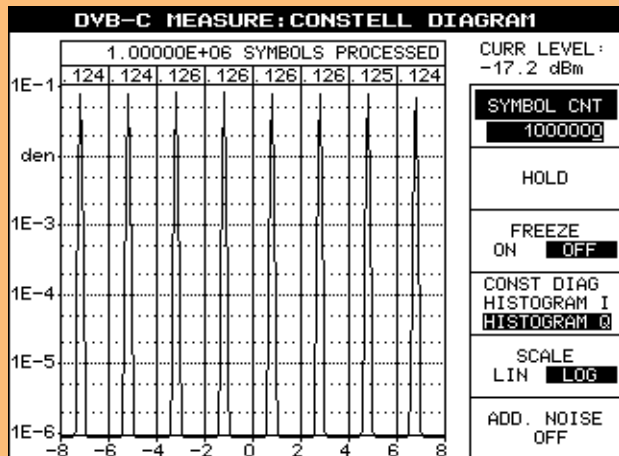 DVB-C MEASURE:CONSTELL DIAGRAM
1.00000E+06 SYMBOLS PROCESSED
.124 .124 .126 .126 .126 .126 .125 .124
1E-1
den
1E-3
1E-4
1E-5
1E-6
-8 -6 -4 -2 0 2 4 6 8
CURR LEVEL:
-17.2 dBm
SYMBOL CNT
1000000
HOLD
FREEZE
ON OFF
CONST DIAG
HISTOGRAM I
HISTOGRAM Q
SCALE
LIN LOG
ADD. NOISE
OFF